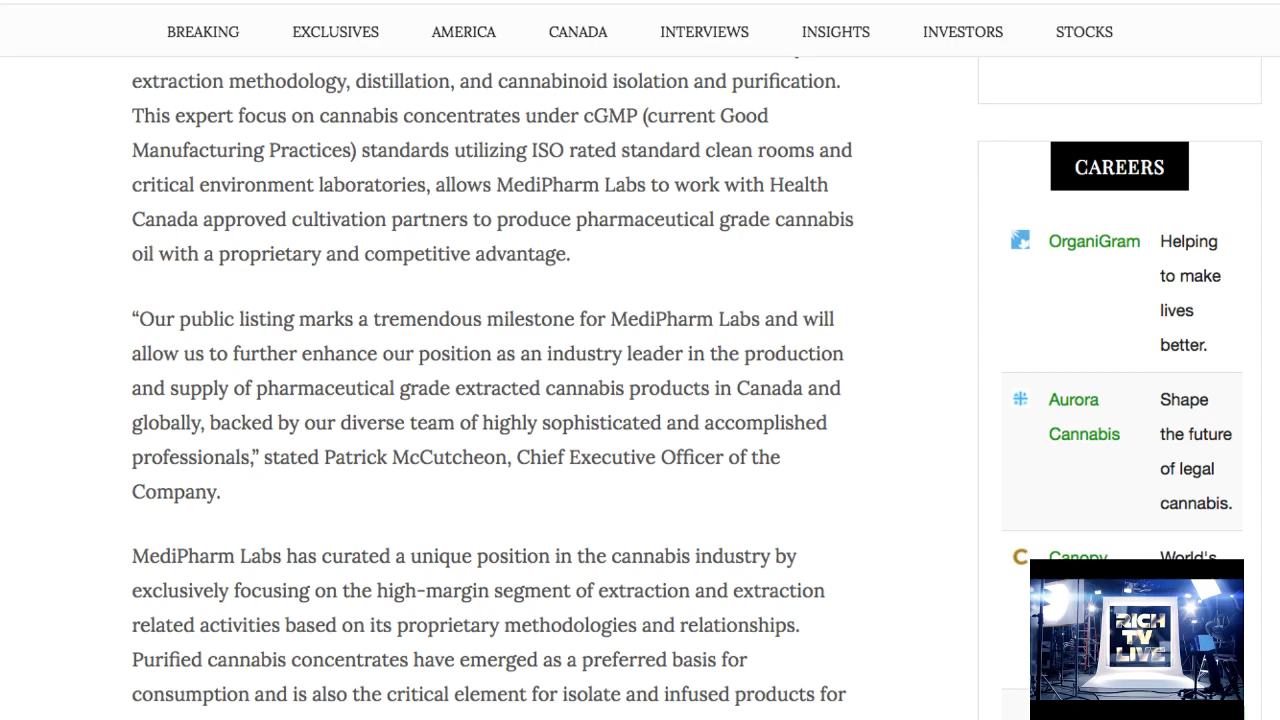 BREAKING EXCLUSIVES AMERICA CANADA INTERVIEWS INSIGHTS INVESTORS STOCKS
extraction methodology, distillation, and cannabinoid isolation and purification.
This expert focus on cannabis concentrates under cGMP (current Good
Manufacturing Practices) standards utilizing ISO rated standard clean rooms and
critical environment laboratories, allows MediPharm Labs to work with Health
Canada approved cultivation partners to produce pharmaceutical grade cannabis
oil with a proprietary and competitive advantage.
“Our public listing marks a tremendous milestone for MediPharm Labs and will
allow us to further enhance our position as an industry leader in the production
and supply of pharmaceutical grade extracted cannabis products in Canada and
globally, backed by our diverse team of highly sophisticated and accomplished
professionals,” stated Patrick McCutcheon, Chief Executive Officer of the
Company.
MediPharm Labs has curated a unique position in the cannabis industry by
exclusively focusing on the high-margin segment of extraction and extraction
related activities based on its proprietary methodologies and relationships.
Purified cannabis concentrates have emerged as a preferred basis for
consumption and is also the critical element for isolate and infused products for
CAREERS
OrganiGram Helping
to make
lives
better.
Aurora Shape
Cannabis the future
of legal
cannabis.
Canopy World's
RICH
TV
LIVE